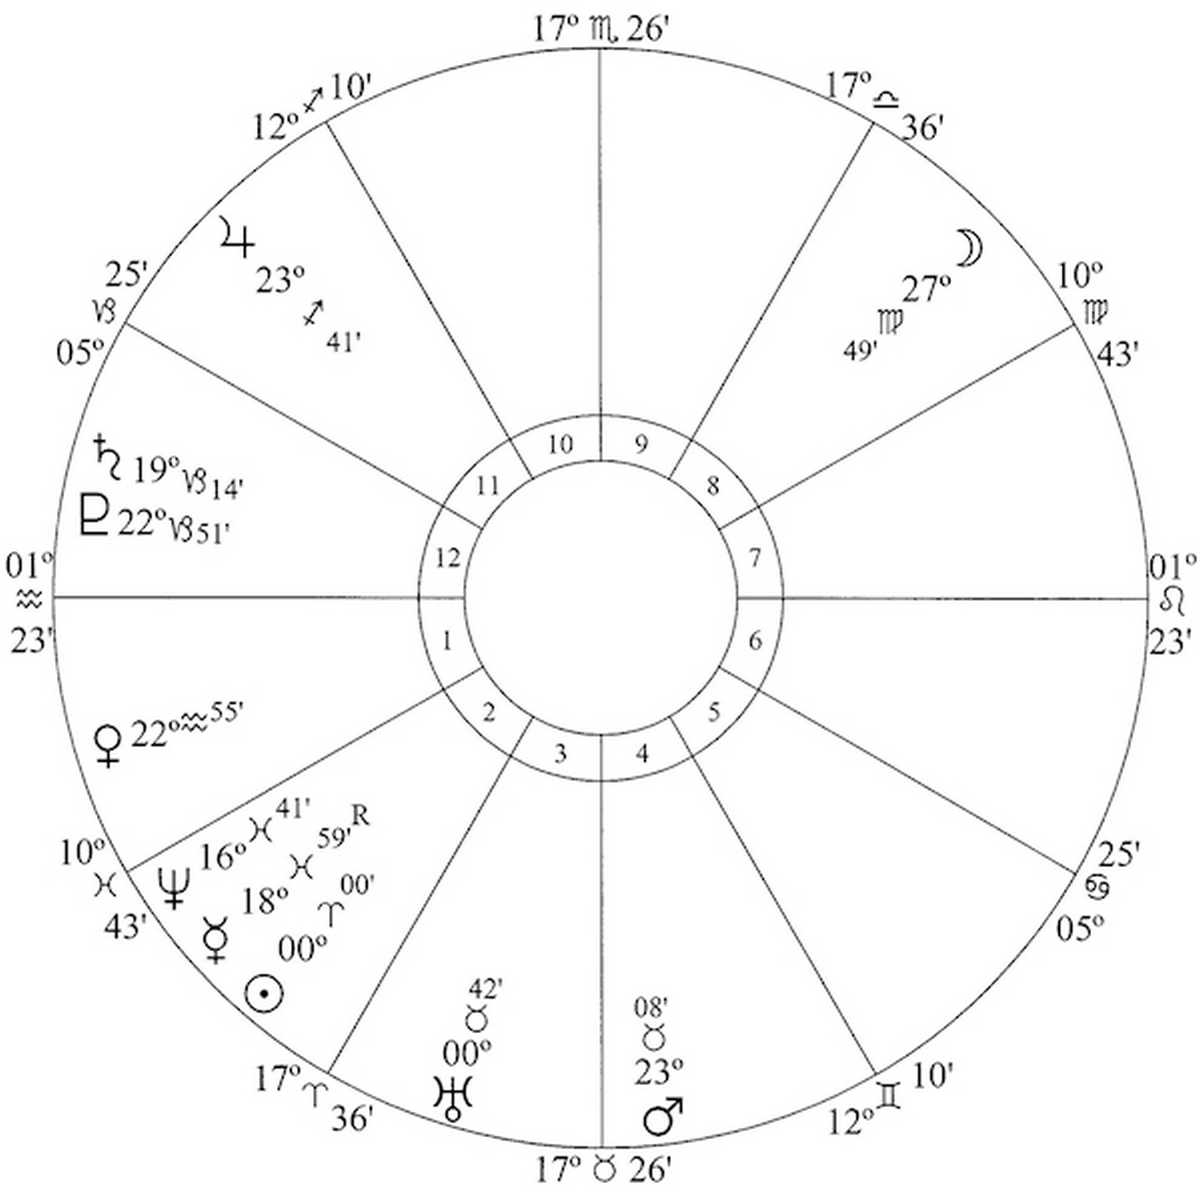 17º ♏ 26'
12º ♐ 10'
17º ♎ 36'
♃ 23º ♐ 41'
☽ 27º ♍ 49'
25' ♑ 05º
10º ♍ 43'
♄ 19º ♑ 14'
♇ 22º ♑ 51'
01º ♒ 23'
01º ♌ 23'
10
9
11
8
12
7
1
6
2
5
3
4
♀ 22º ♒ 55'
10º ♓ 43'
♆ 16º ♓ 41'
☿ 18º ♓ 59' R
☉ 00º ♈ 00'
25' ♋ 05º
♅ 00º ♉ 42'
♂ 23º ♉ 08'
17º ♈ 36'
12º ♊ 10'
17º ♉ 26'